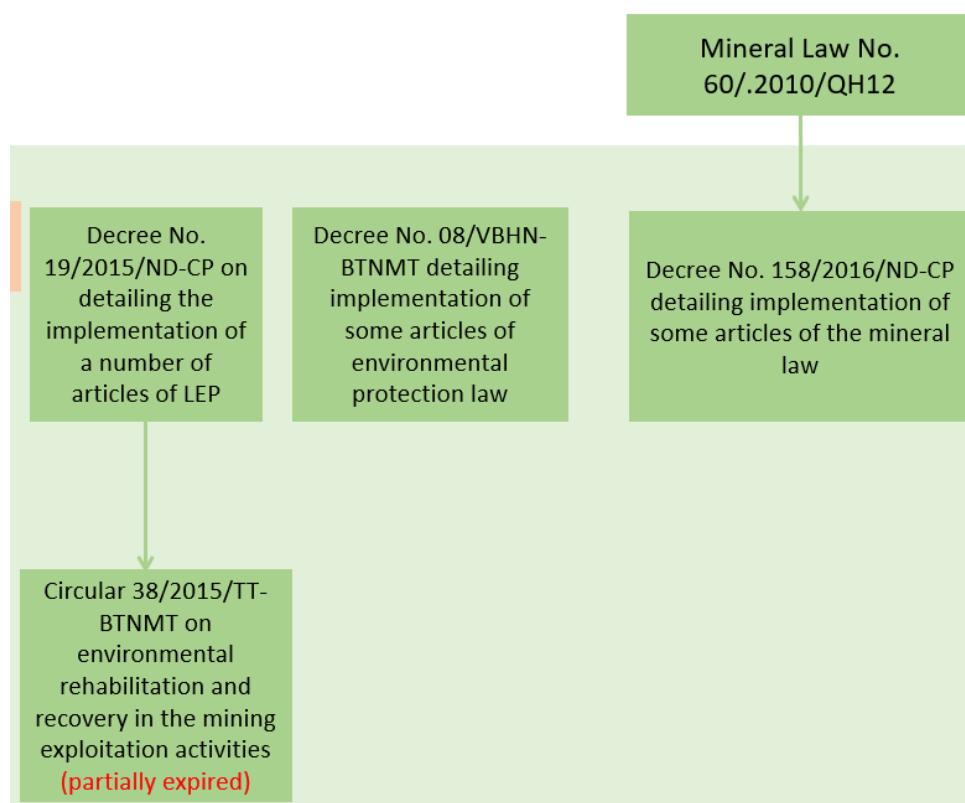 Mineral Law No.
60/.2010/QH12
Decree No.
19/2015/ND-CP on
detailing the
implementation of
a number of
articles of LEP
Decree No. 08/VBHN-
BTNMT detailing
implementation of
some articles of
environmental
protection law
Decree No. 158/2016/ND-CP
detailing implementation of
some articles of the mineral
law
Circular 38/2015/TT-
BTNMT on
environmental
rehabilitation and
recovery in the mining
exploitation activities
(partially expired)